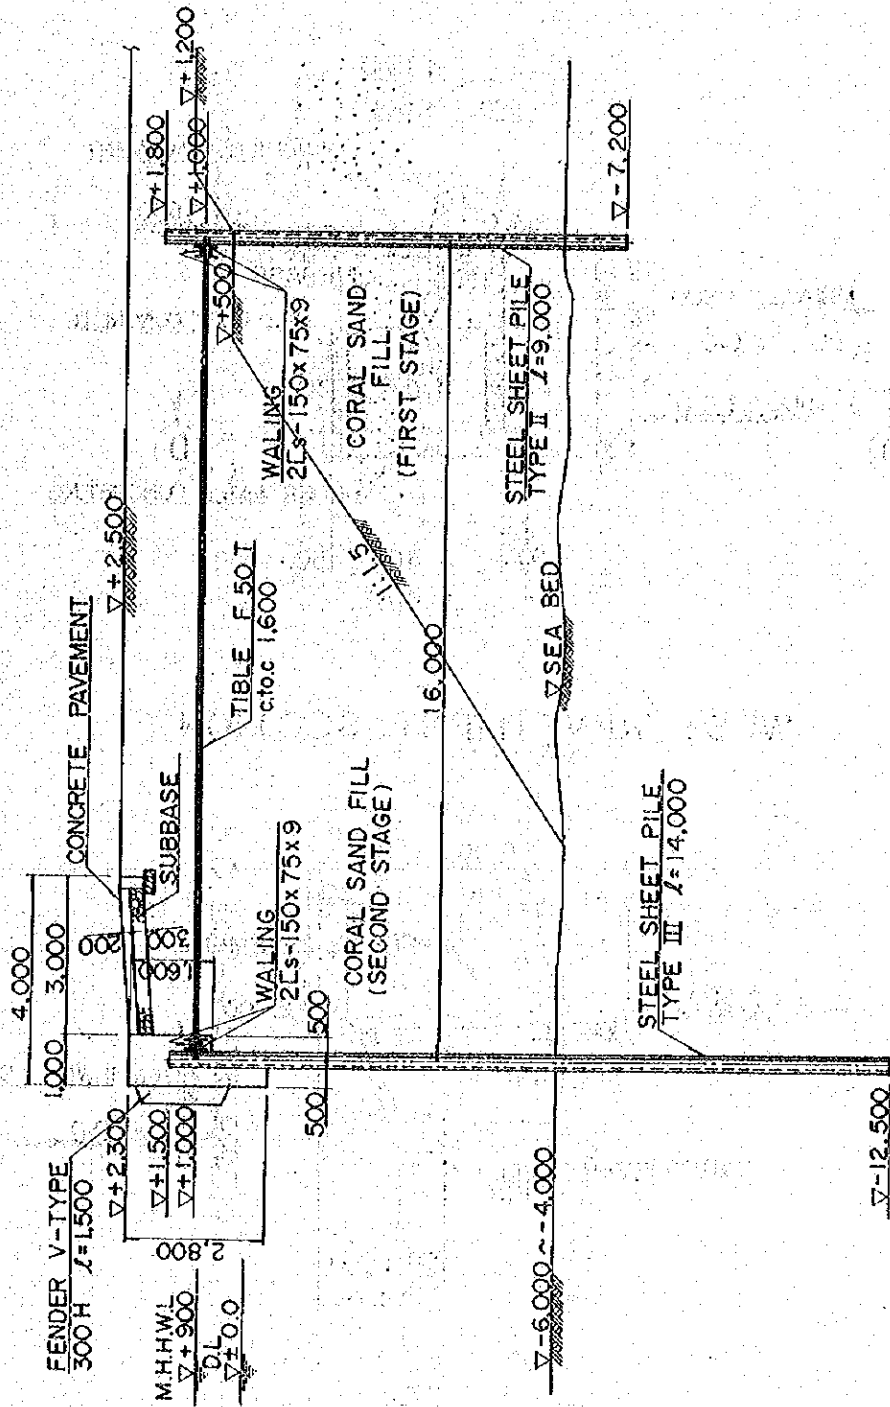 FENDER V-TYPE
300 H ℓ=1,500
▽+2,300
▽+1,500
▽+1,000
M.H.H.W.L
▽+900
D.L
▽±0.0
2,800
4,000
1,000
3,000
200
300
1,600
500
500
CONCRETE PAVEMENT
SUBBASE
▽+2,500
WALING
2[s-150x75x9
TIBLE F 50 T
c.to.c 1,600
CORAL SAND FILL
(SECOND STAGE)
16,000
1:1.5
WALING
2[s-150x75x9
CORAL SAND
FILL
(FIRST STAGE)
▽+500
▽+1,800
▽+1,000
▽+1,200
STEEL SHEET PILE
TYPE II ℓ=9,000
▽-7,200
▽SEA BED
STEEL SHEET PILE
TYPE III ℓ=14,000
▽-6,000~-4,000
▽-12,500